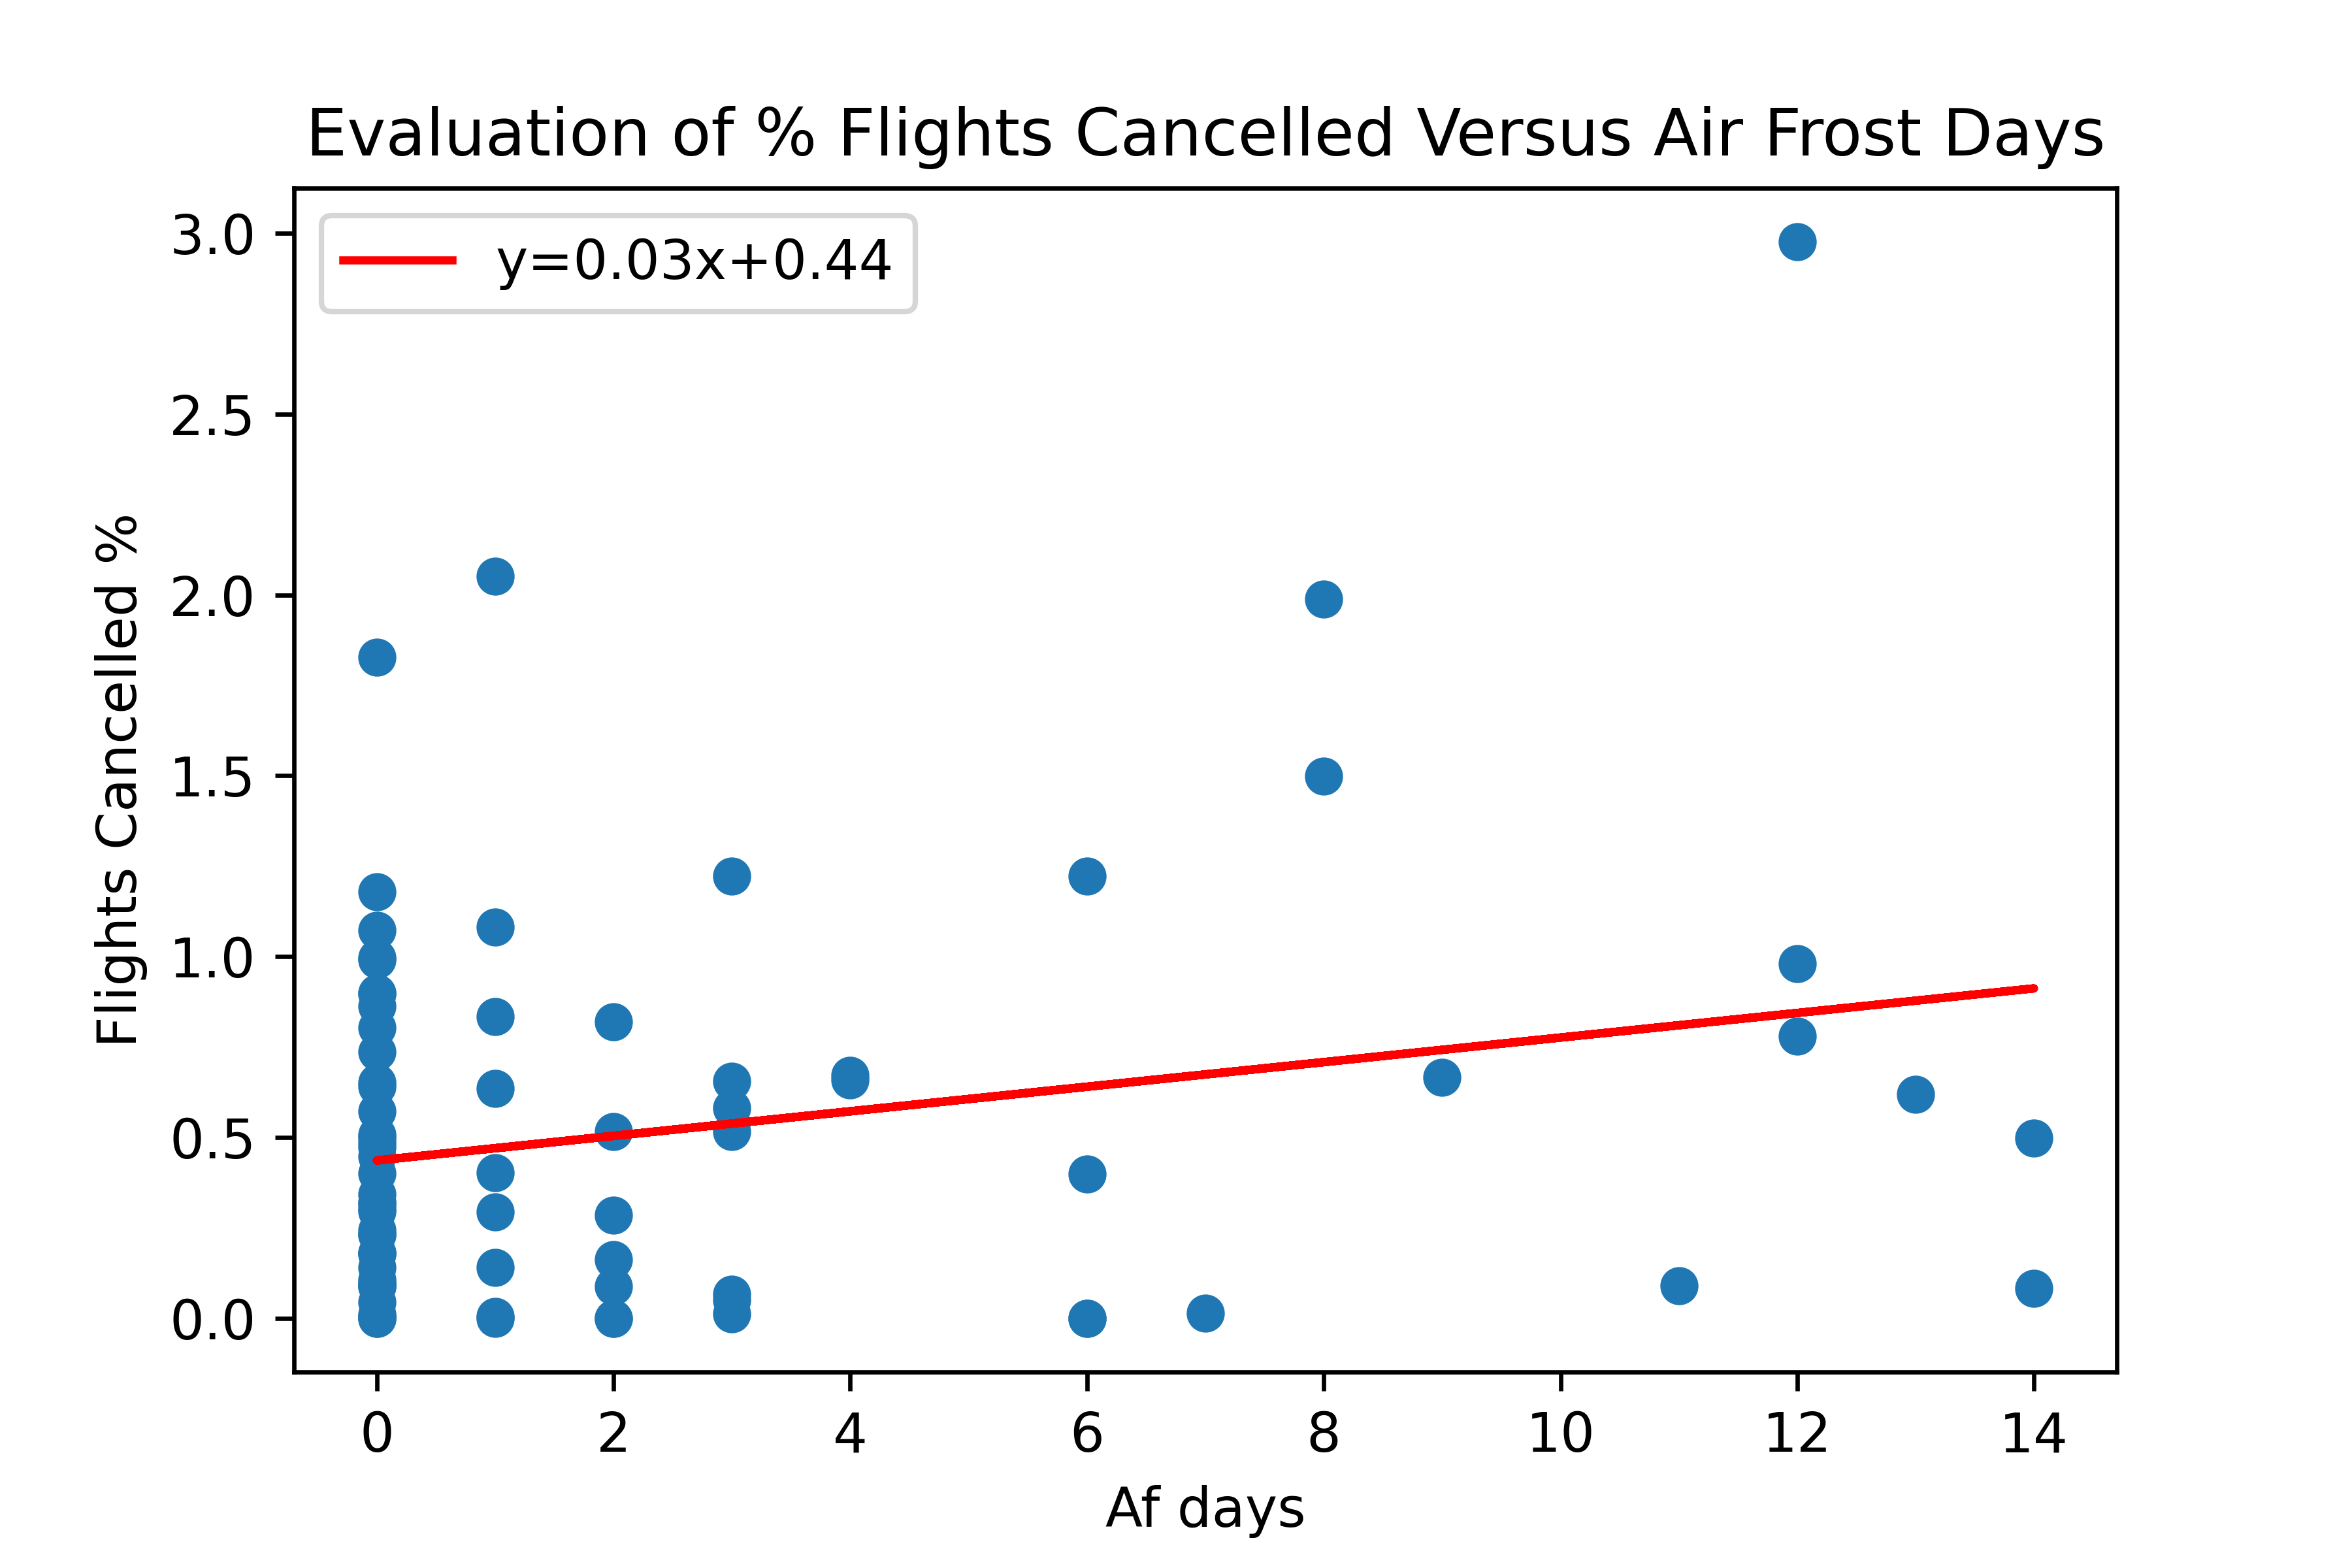 Evaluation of % Flights Cancelled Versus Air Frost Days
y=0.03x+0.44
Flights Cancelled %
3.0
2.5
2.0
1.5
1.0
0.5
0.0
0 2 4 6 8 10 12 14
Af days